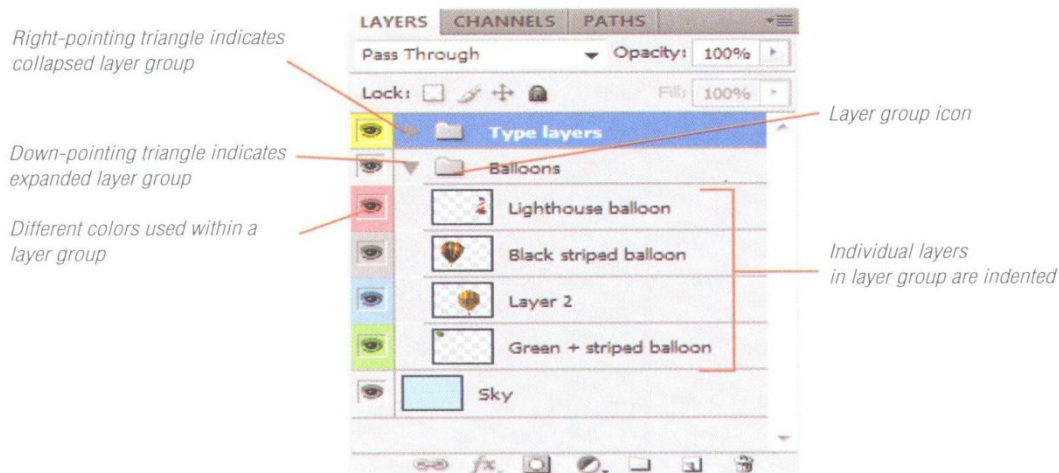 LAYERS CHANNELS PATHS
Right-pointing triangle indicates
collapsed layer group
Pass Through Opacity: 100%
Lock: Fill: 100%
Type layers
Layer group icon
Down-pointing triangle indicates
expanded layer group
Balloons
Lighthouse balloon
Different colors used within a
layer group
Black striped balloon
Individual layers
in layer group are indented
Layer 2
Green + striped balloon
Sky
fx.